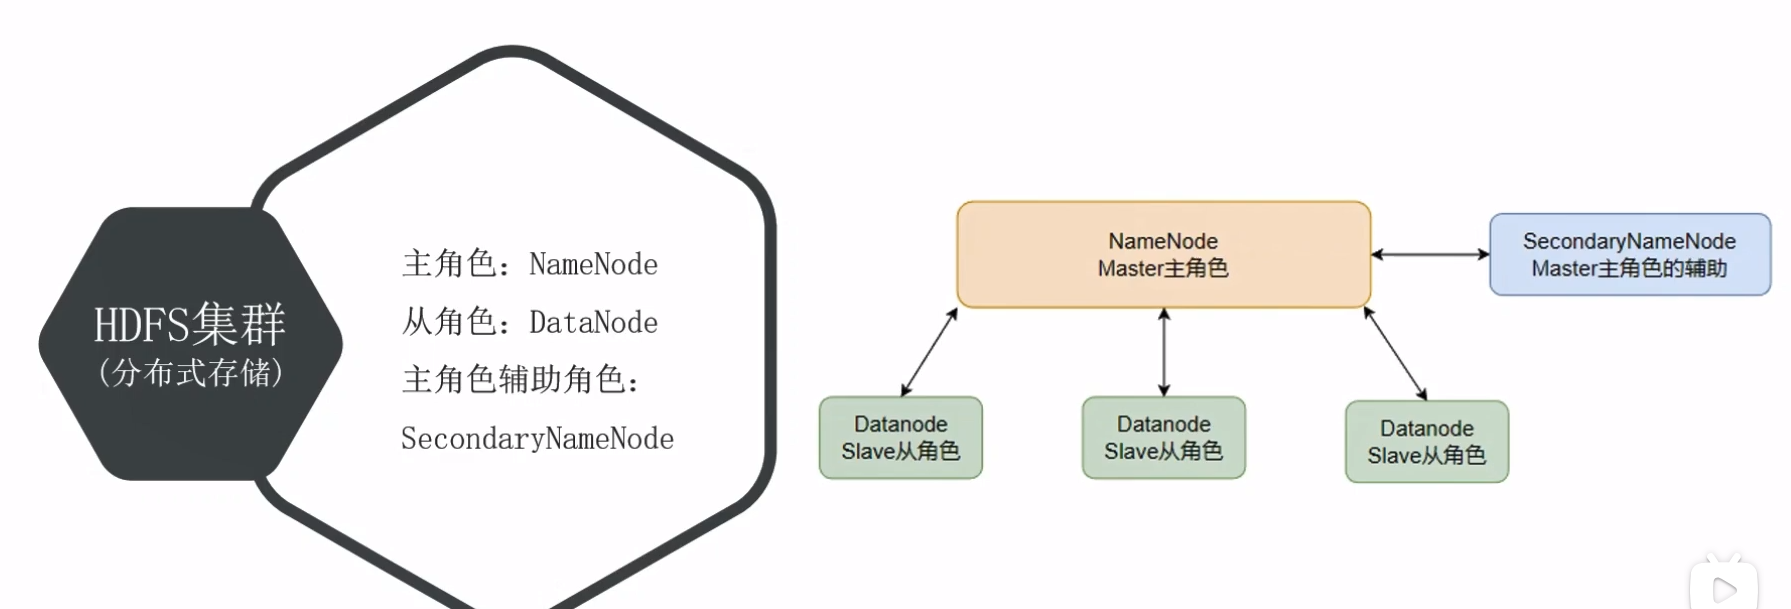 HDFS集群
(分布式存储)
主角色：NameNode
从角色：DataNode
主角色辅助角色：
SecondaryNameNode
NameNode
Master主角色
SecondaryNameNode
Master主角色的辅助
Datanode
Slave从角色
Datanode
Slave从角色
Datanode
Slave从角色